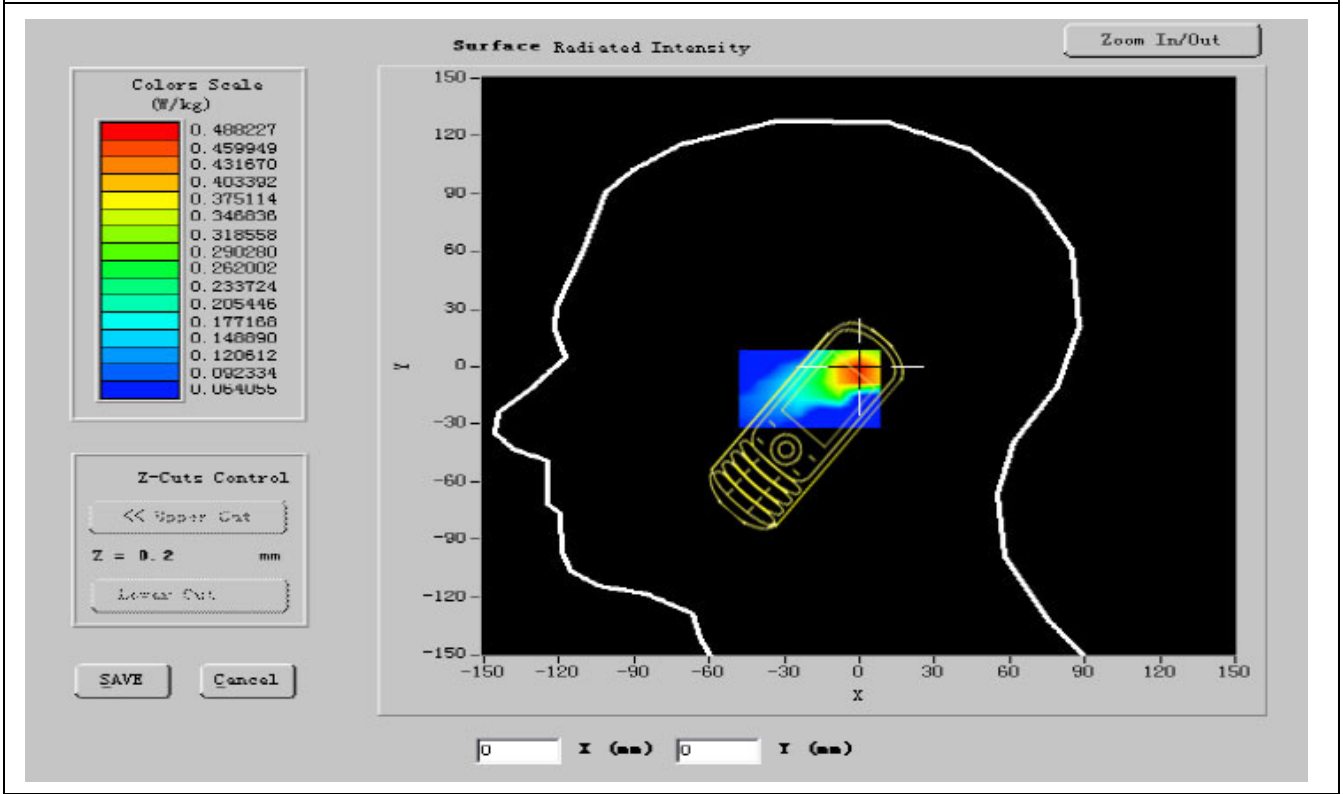 Surface Radiated Intensity
Zoom In/Out
Colors Scale
(W/kg)
0.488227
0.459949
0.431670
0.403392
0.375114
0.346836
0.318558
0.290280
0.262002
0.233724
0.205446
0.177168
0.148890
0.120612
0.092334
0.064055
Z-Cuts Control
<< Upper Cut
Z = 0.2 mm
Lower Cut
SAVE
Cancel
150
120
90
60
30
0
-30
-60
-90
-120
-150
Y
-150 -120 -90 -60 -30 0 30 60 90 120 150
X
0 X (mm) 0 Y (mm)